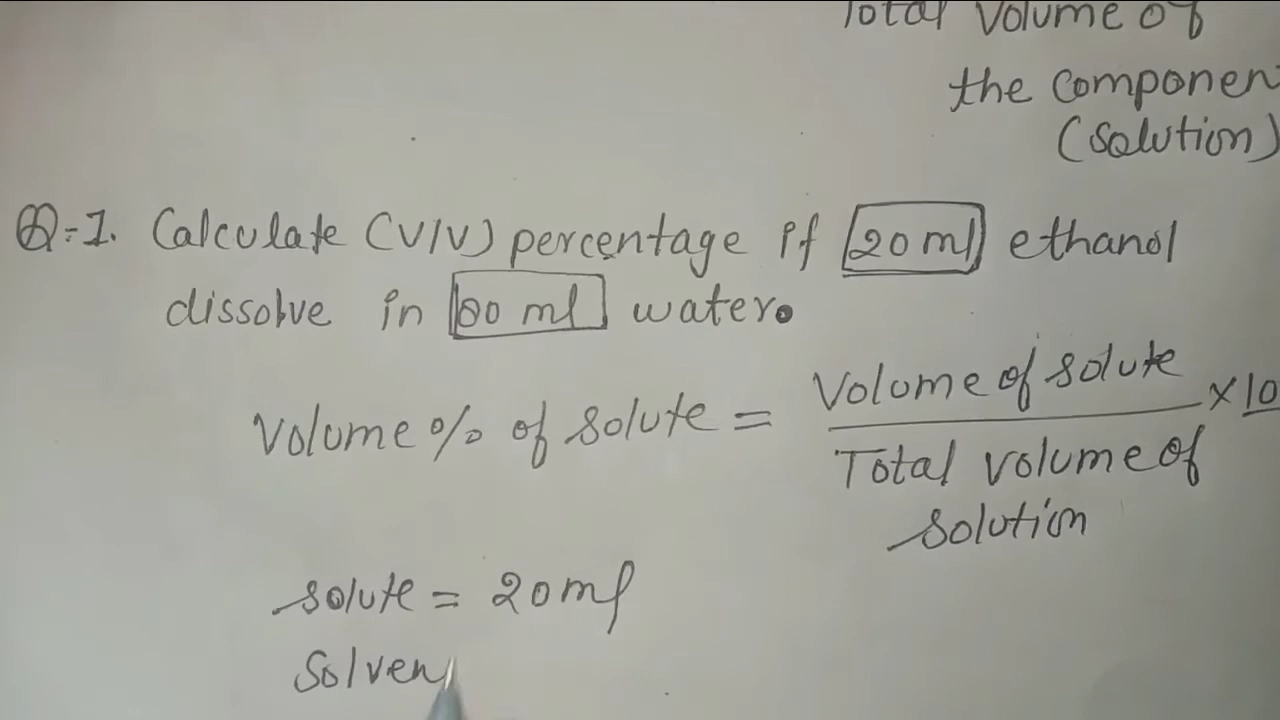 Total Volume of
the componen
(solution)
Q=1. Calculate (V/V) percentage if 20 ml ethanol
dissolve in 100 ml water.
Volume % of solute = Volume of solute × 10
Total volume of
solution
solute = 20 ml
Solven